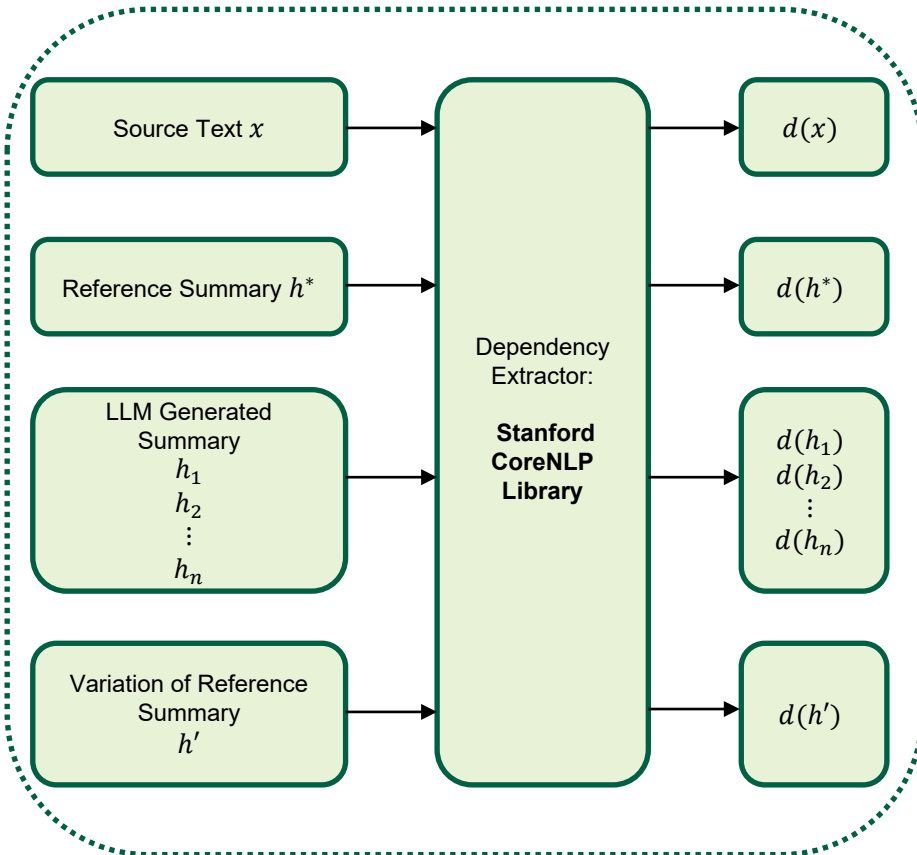 Source Text x
Reference Summary h*
LLM Generated
Summary
h₁
h₂
⋮
hₙ
Variation of Reference
Summary
h′
Dependency
Extractor:
Stanford
CoreNLP
Library
d(x)
d(h*)
d(h₁)
d(h₂)
⋮
d(hₙ)
d(h′)